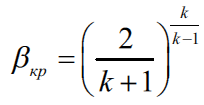 β_кр = (2 / (k + 1))^(k / (k − 1))